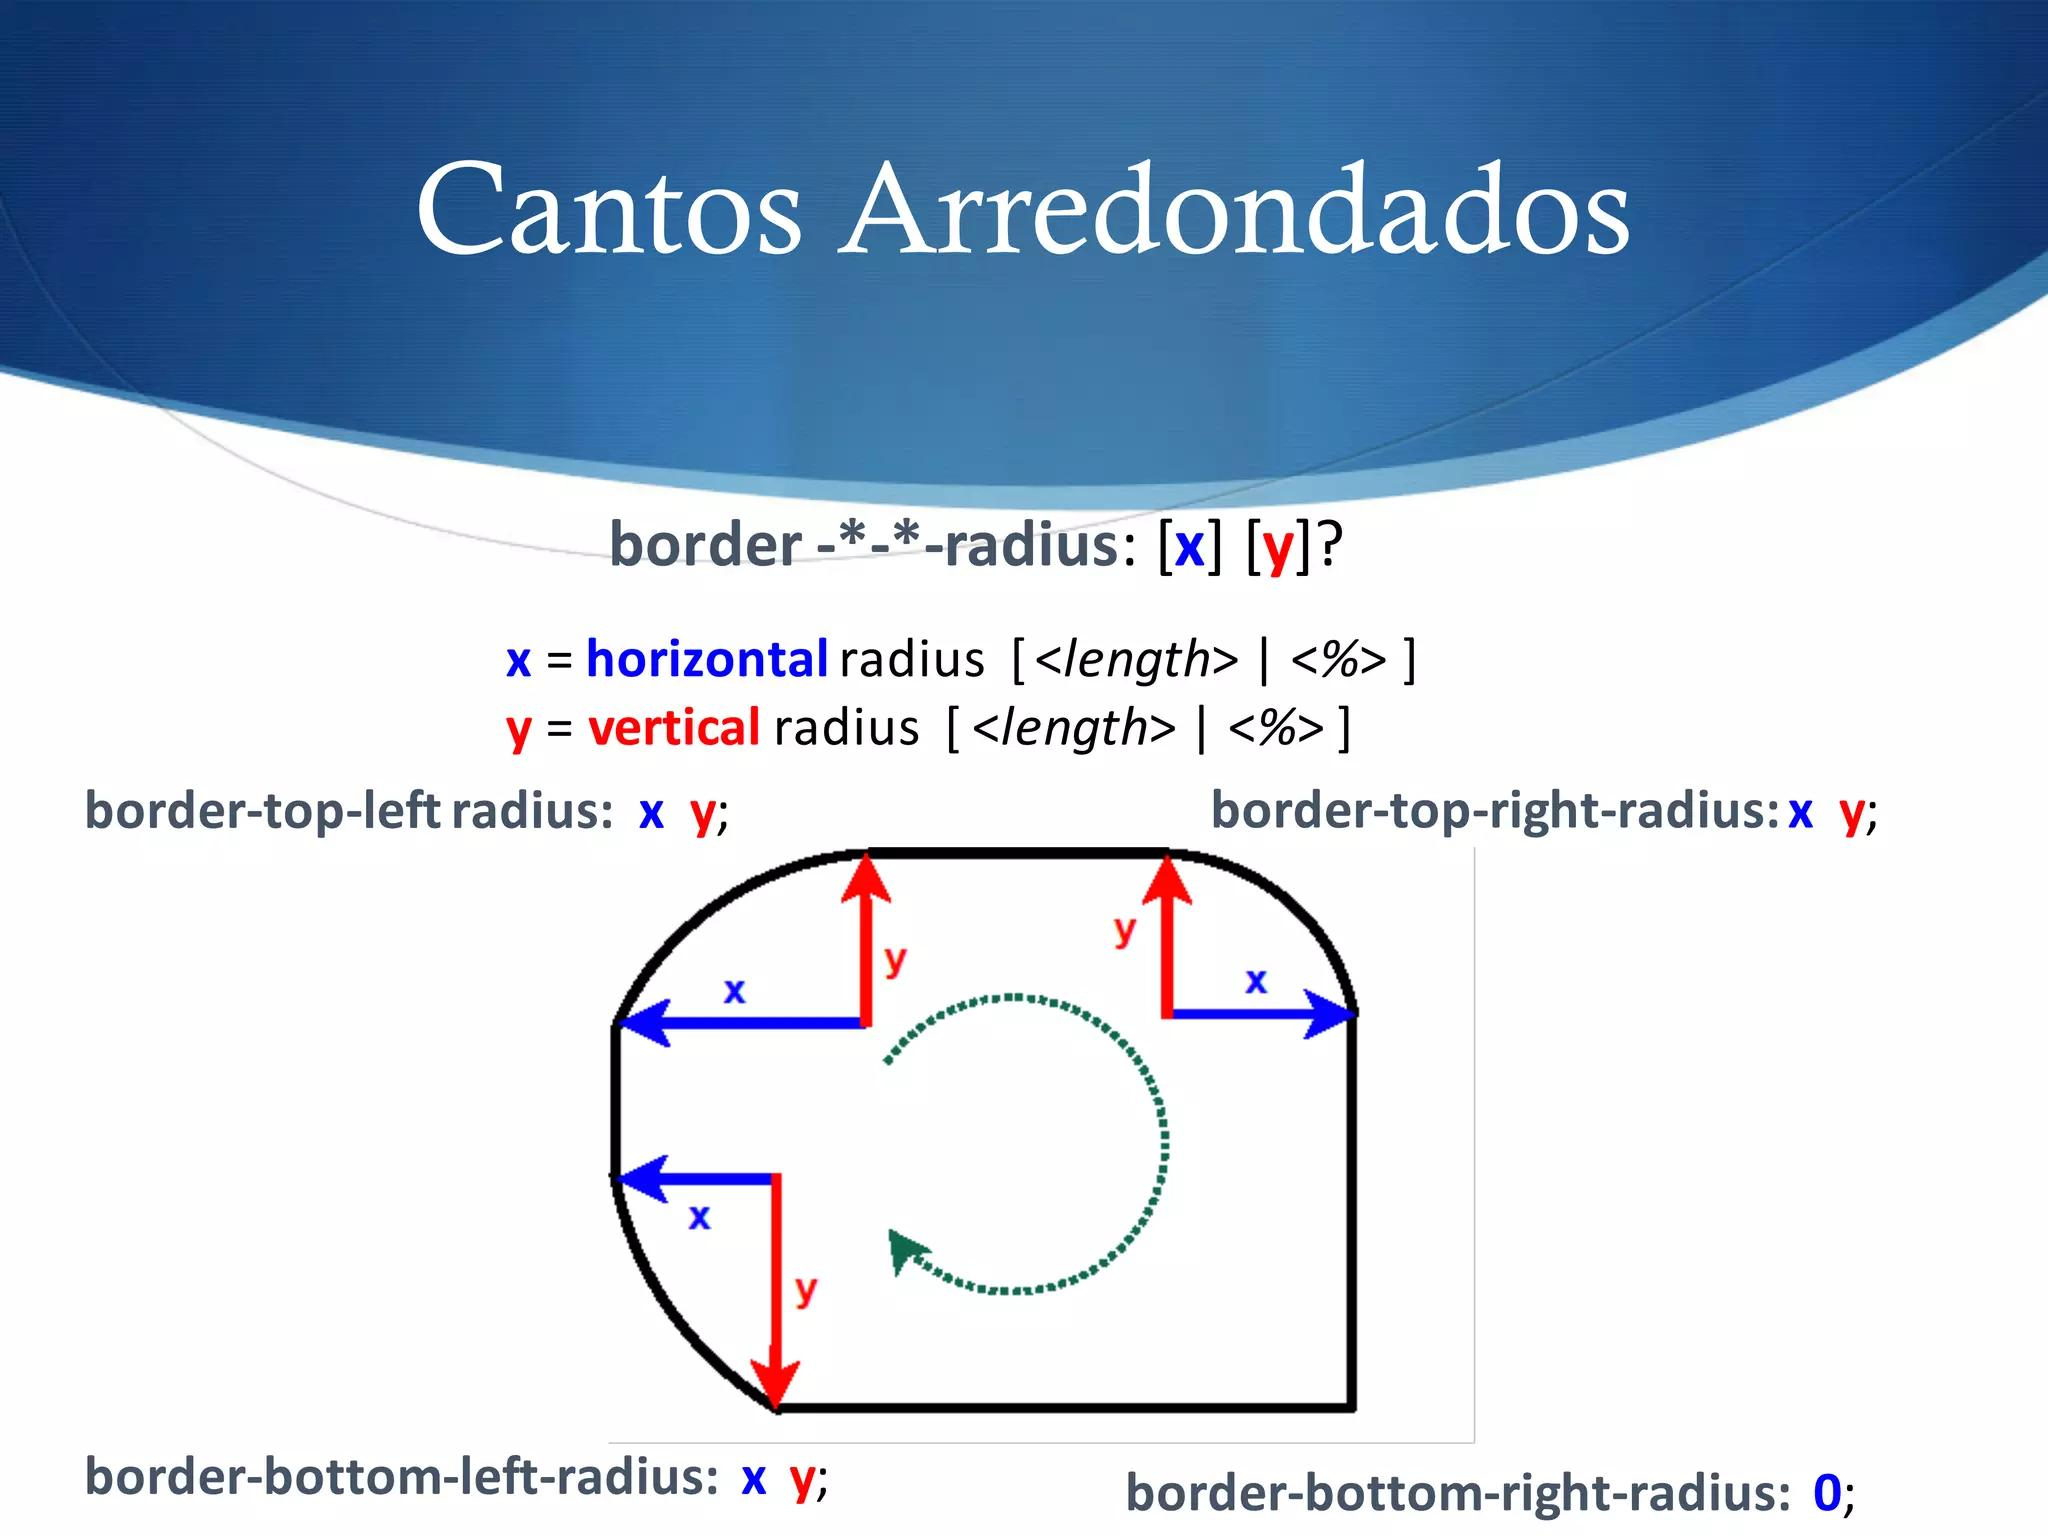 Cantos Arredondados
border -*-*-radius: [x] [y]?
x = horizontal radius [ <length> | <%> ]
y = vertical radius [ <length> | <%> ]
border-top-left radius: x y;
border-top-right-radius: x y;
y
y
x
x
x
y
border-bottom-left-radius: x y;
border-bottom-right-radius: 0;